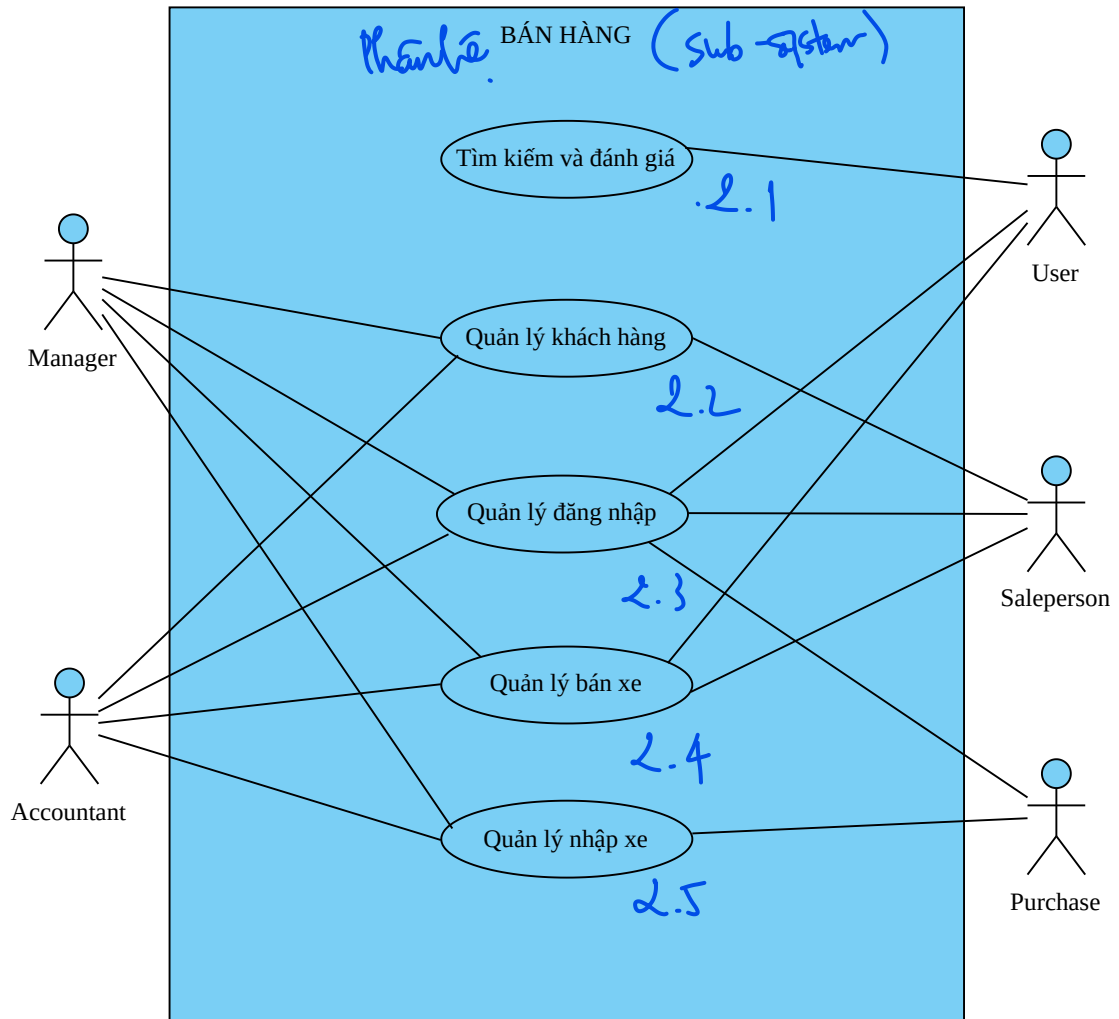 Phân hệ BÁN HÀNG (sub-system)
Tìm kiếm và đánh giá
2.1
User
Manager
Quản lý khách hàng
2.2
Quản lý đăng nhập
2.3
Saleperson
Quản lý bán xe
2.4
Accountant
Quản lý nhập xe
2.5
Purchase